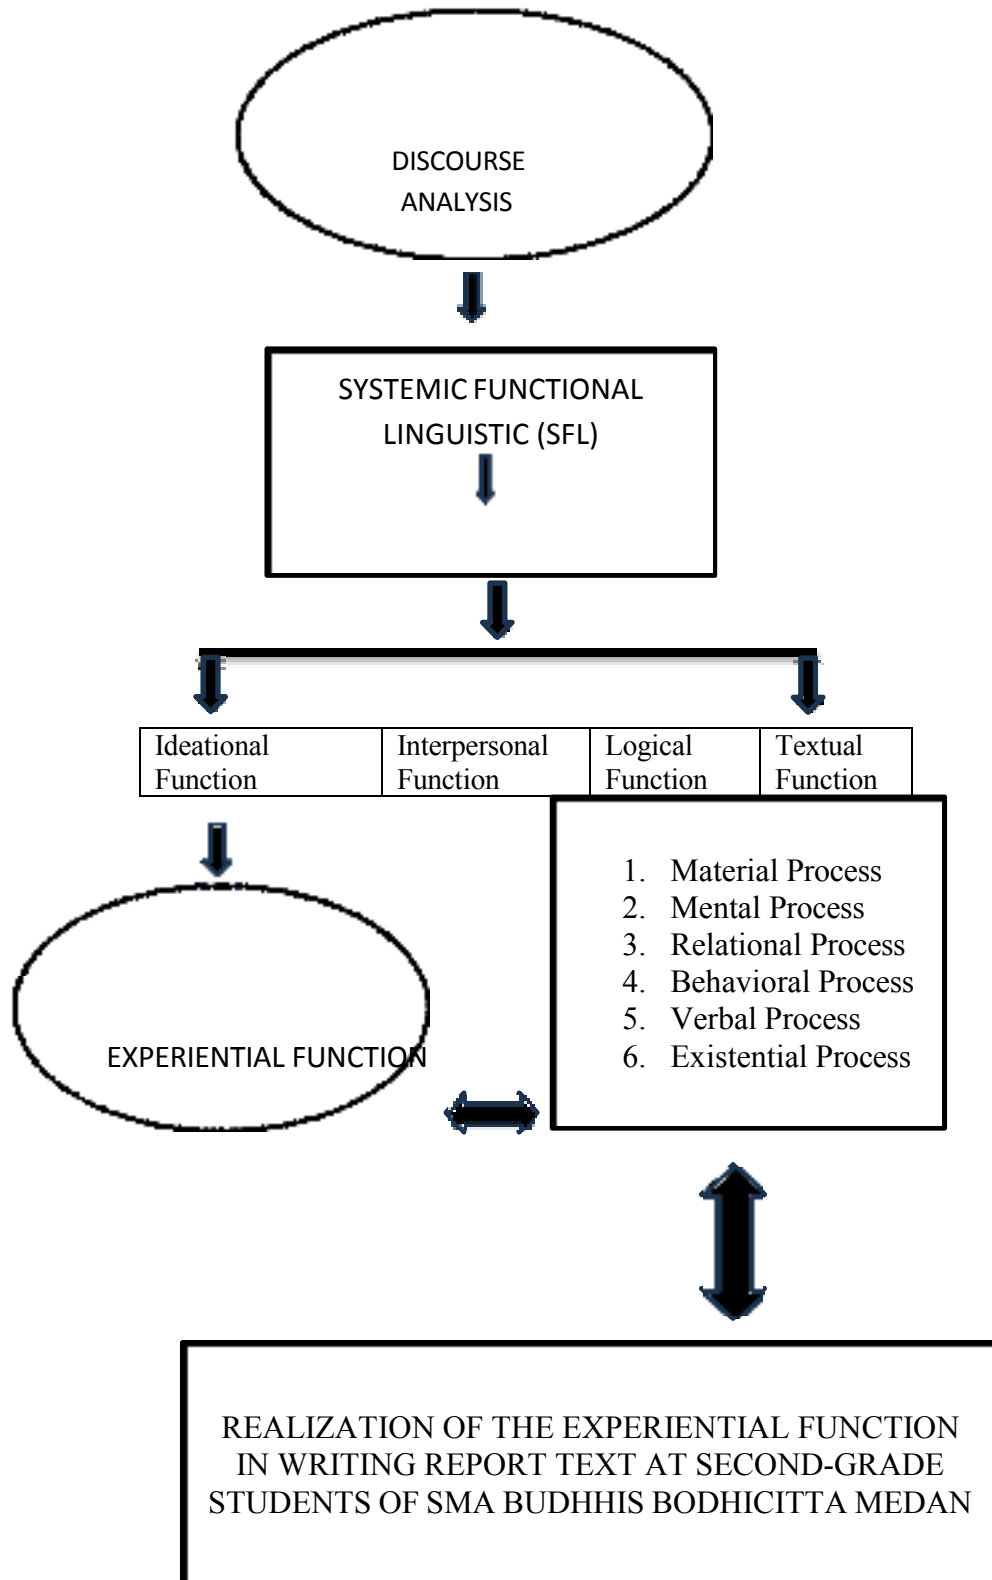 DISCOURSE
ANALYSIS
SYSTEMIC FUNCTIONAL
LINGUISTIC (SFL)
Ideational
Function
Interpersonal
Function
Logical
Function
Textual
Function
1. Material Process
2. Mental Process
3. Relational Process
4. Behavioral Process
5. Verbal Process
6. Existential Process
EXPERIENTIAL FUNCTION
REALIZATION OF THE EXPERIENTIAL FUNCTION
IN WRITING REPORT TEXT AT SECOND-GRADE
STUDENTS OF SMA BUDHHIS BODHICITTA MEDAN